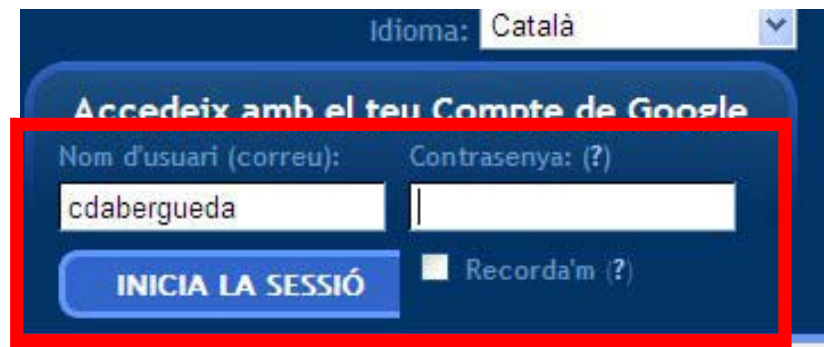 Idioma: Català
Accedeix amb el teu Compte de Google
Nom d'usuari (correu): Contrasenya: (?)
cdabergueda
INICIA LA SESSIÓ Recorda'm (?)